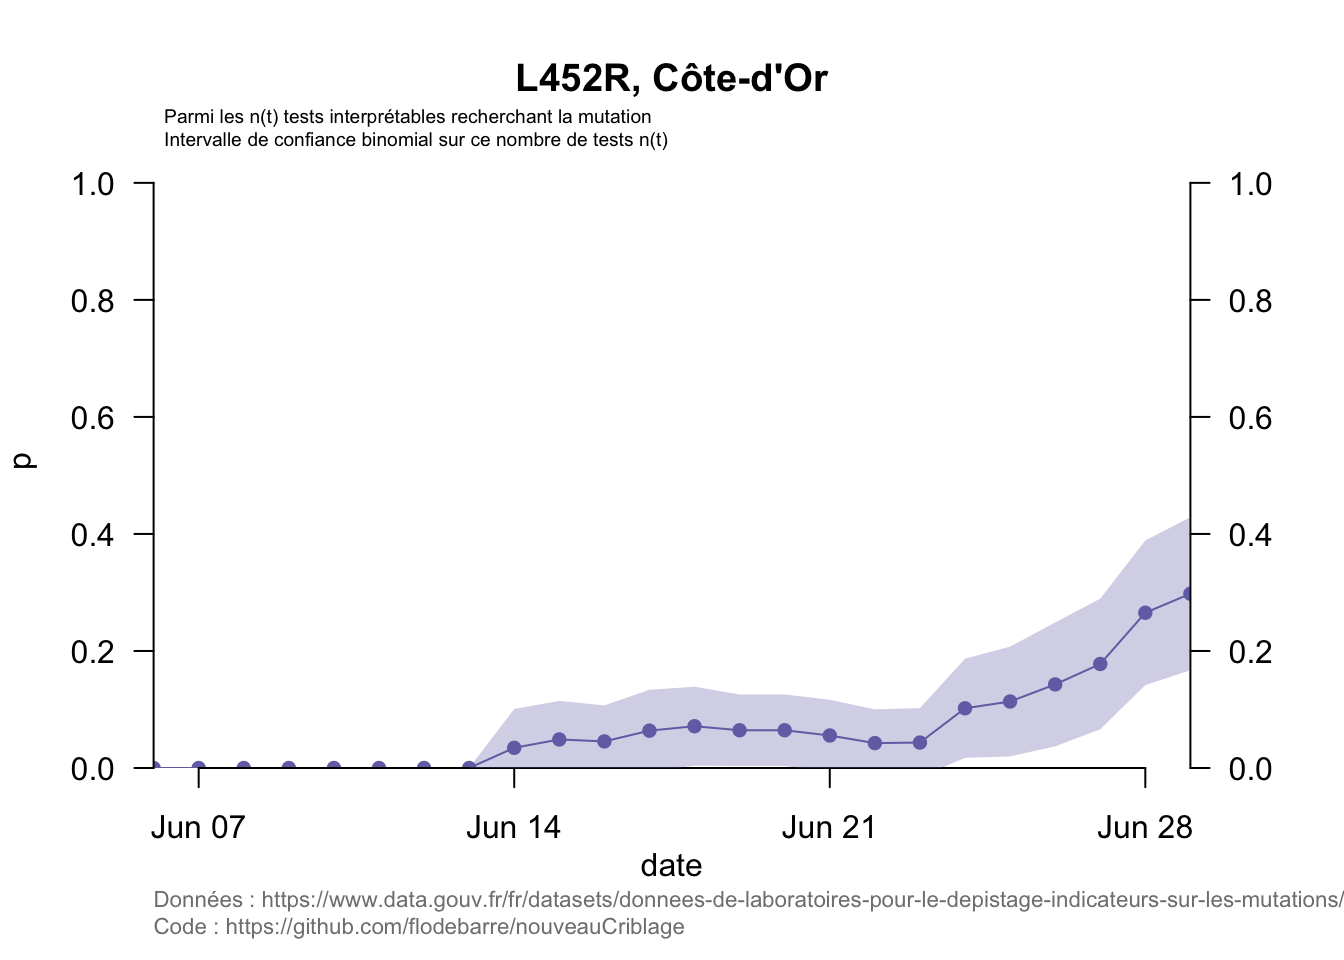 L452R, Côte-d'Or
Parmi les n(t) tests interprétables recherchant la mutation
Intervalle de confiance binomial sur ce nombre de tests n(t)
1.0 1.0
0.8 0.8
0.6 0.6
p
0.4 0.4
0.2 0.2
0.0 0.0
Jun 07 Jun 14 Jun 21 Jun 28
date
Données : https://www.data.gouv.fr/fr/datasets/donnees-de-laboratoires-pour-le-depistage-indicateurs-sur-les-mutations/
Code : https://github.com/flodebarre/nouveauCriblage